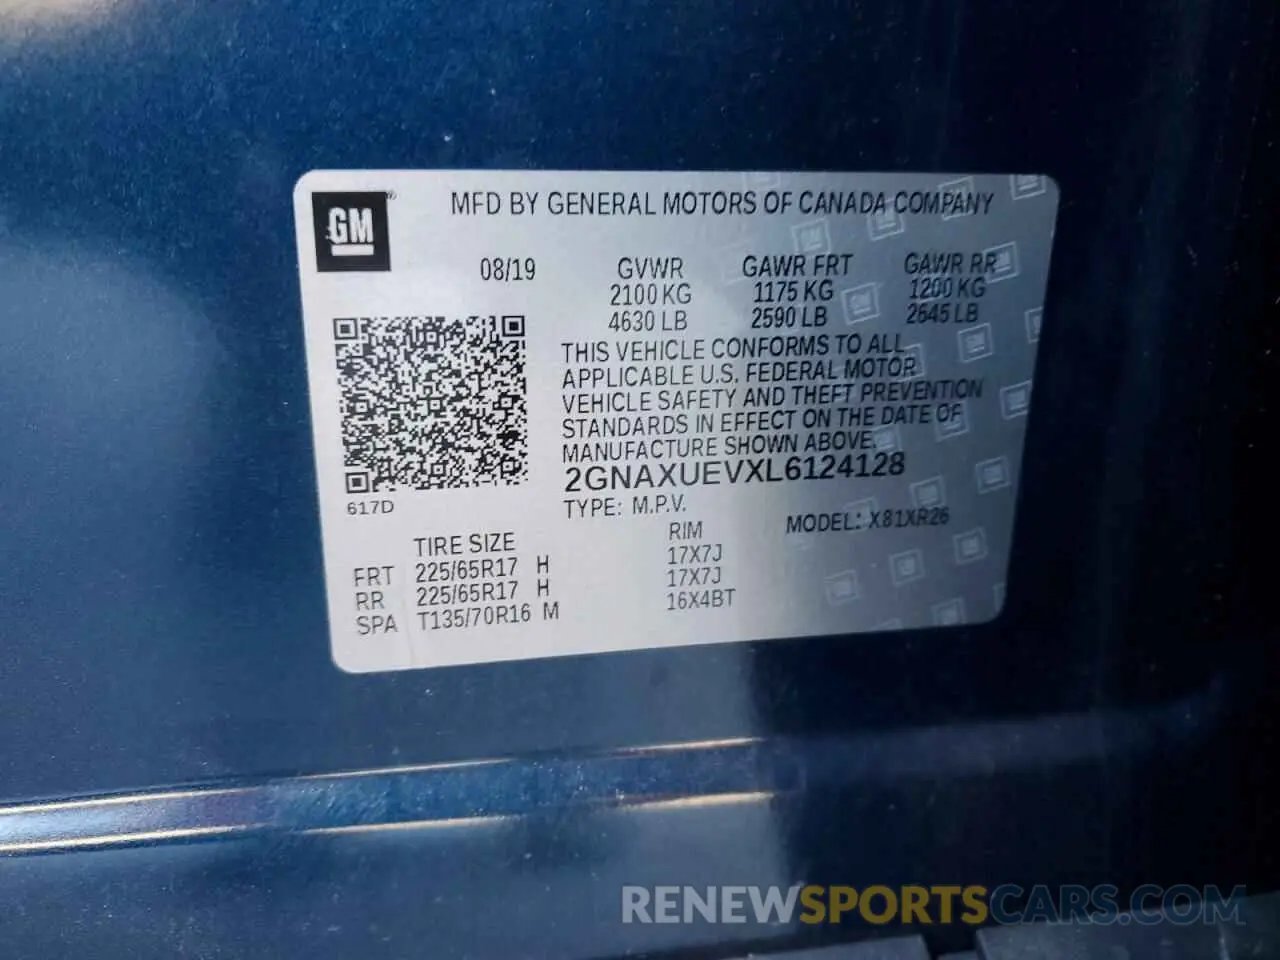 GM ®
MFD BY GENERAL MOTORS OF CANADA COMPANY
08/19
GVWR GAWR FRT GAWR RR
2100 KG 1175 KG 1200 KG
4630 LB 2590 LB 2645 LB
THIS VEHICLE CONFORMS TO ALL
APPLICABLE U.S. FEDERAL MOTOR
VEHICLE SAFETY AND THEFT PREVENTION
STANDARDS IN EFFECT ON THE DATE OF
MANUFACTURE SHOWN ABOVE.
2GNAXUEVXL6124128
617D
TYPE: M.P.V. MODEL: X81XR26
TIRE SIZE RIM
FRT 225/65R17 H 17X7J
RR 225/65R17 H 17X7J
SPA T135/70R16 M 16X4BT
RENEWSPORTSCARS.COM